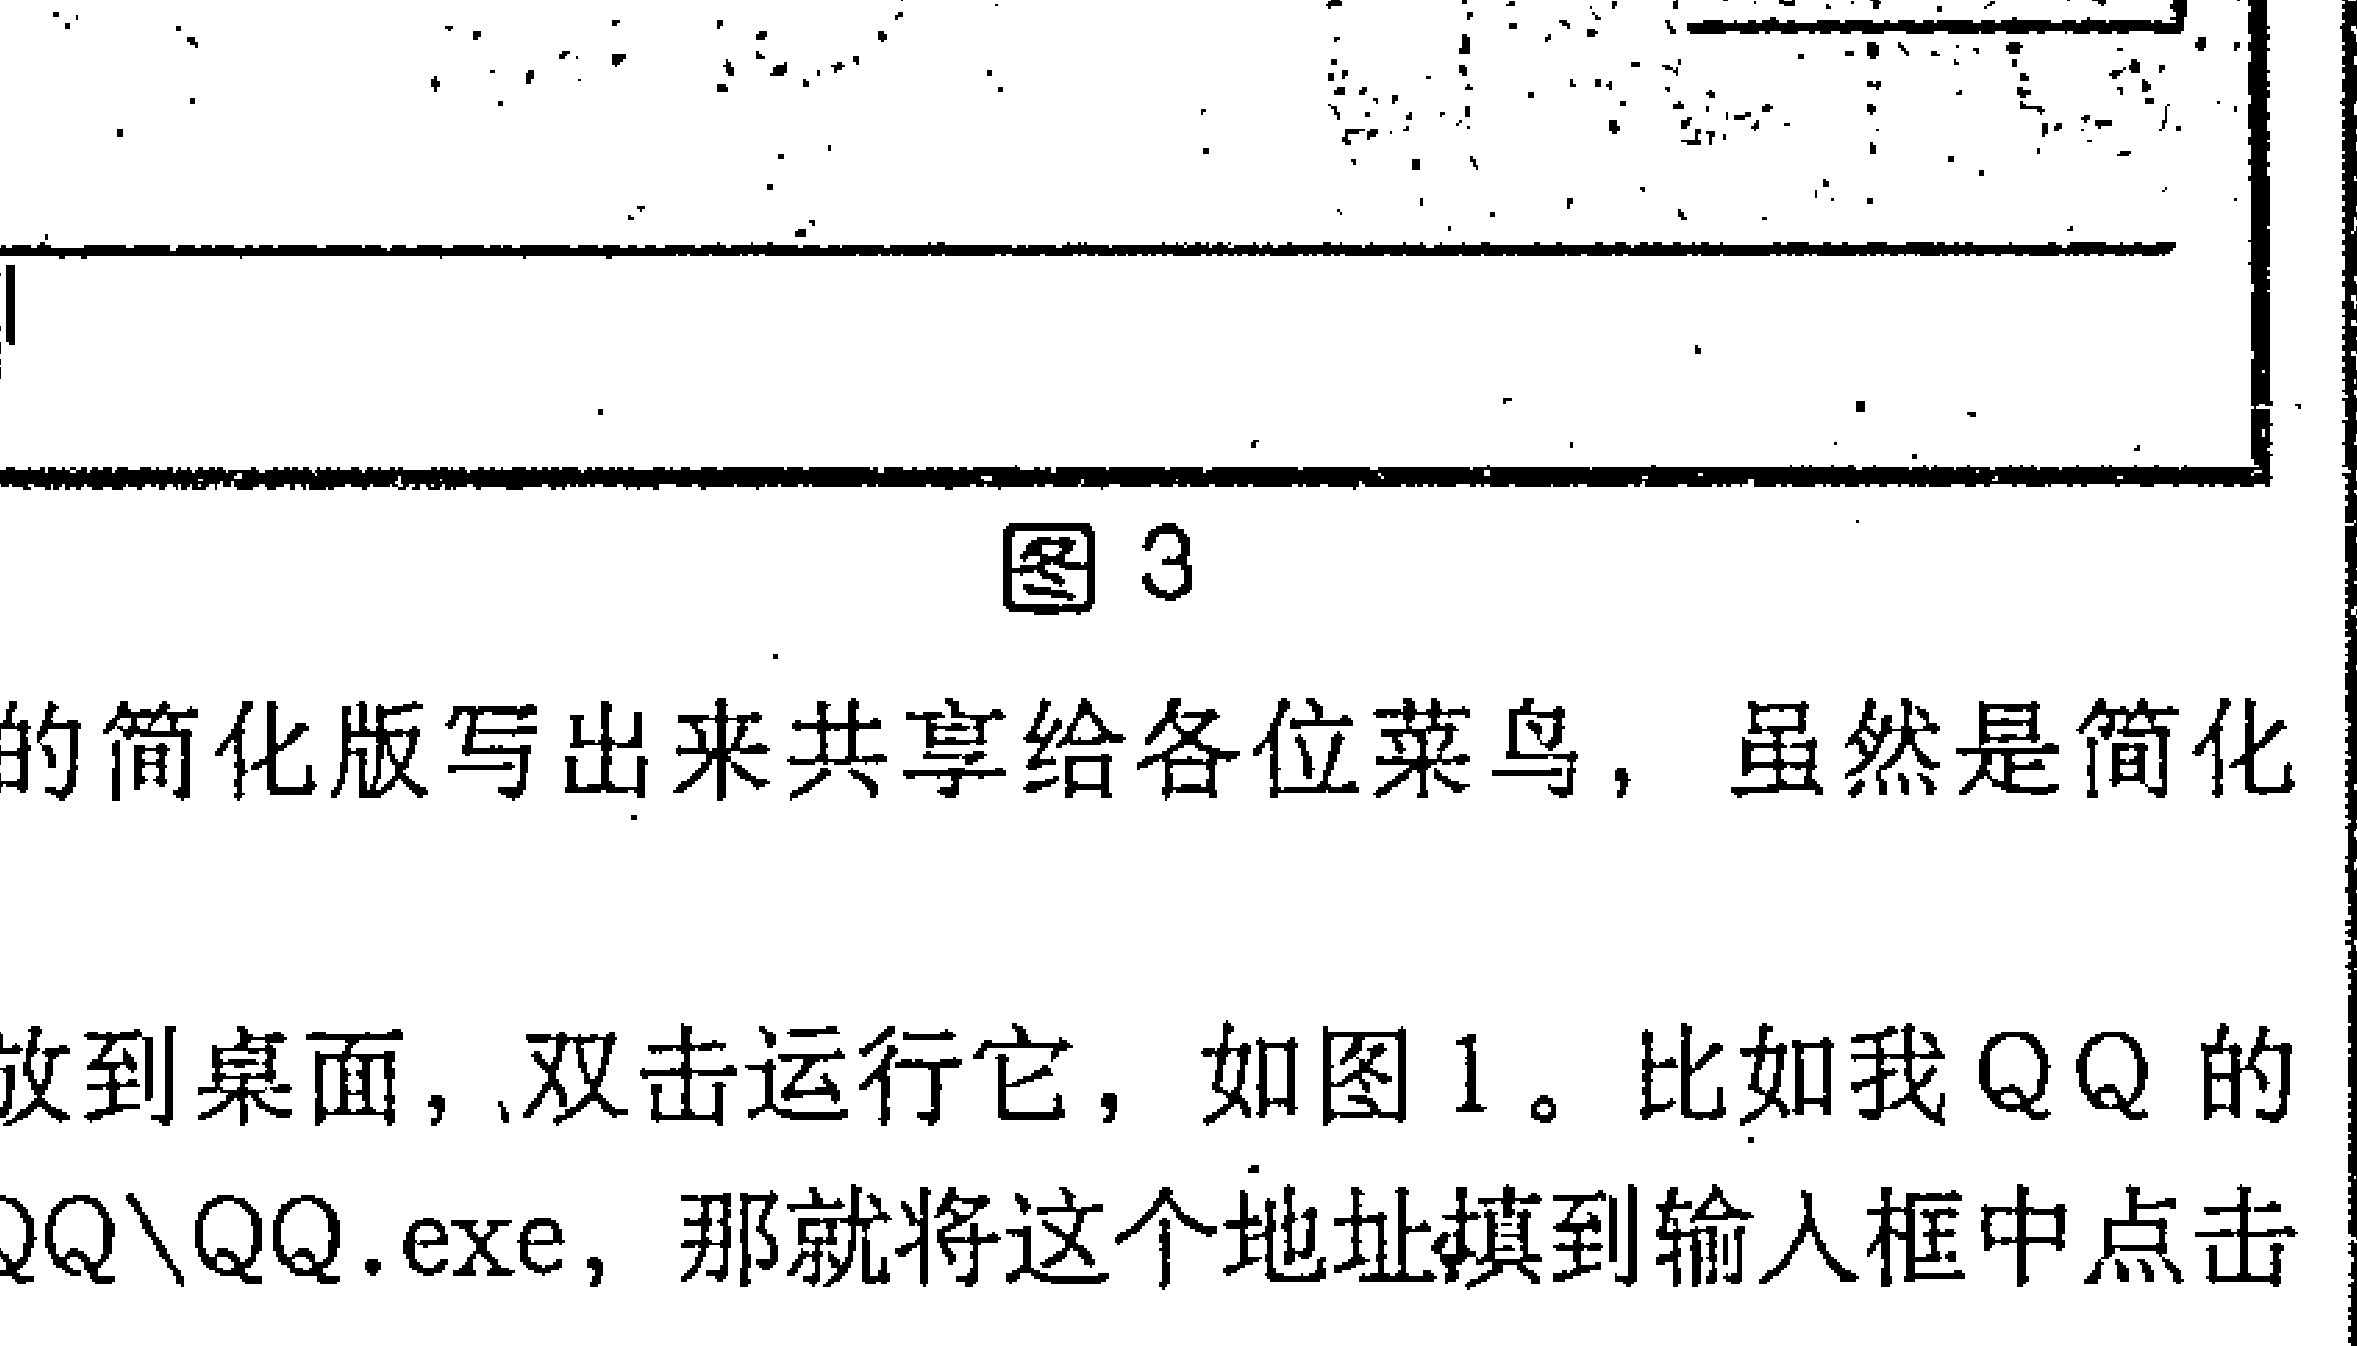 图 3
的简化版写出来共享给各位菜鸟，虽然是简化
放到桌面，双击运行它，如图1。比如我QQ的
QQ\QQ.exe，那就将这个地址填到输入框中点击